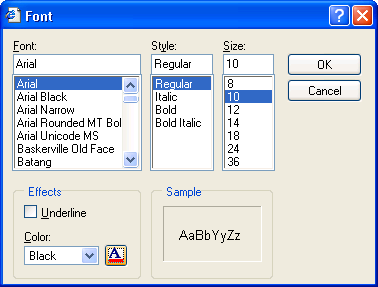 Font
Font: Style: Size:
Arial Regular 10 OK
Arial Regular 8 Cancel
Arial Black Italic 10
Arial Narrow Bold 12
Arial Rounded MT Bol Bold Italic 14
Arial Unicode MS 18
Baskerville Old Face 24
Batang 36
Effects Sample
Underline
Color: AaBbYyZz
Black A